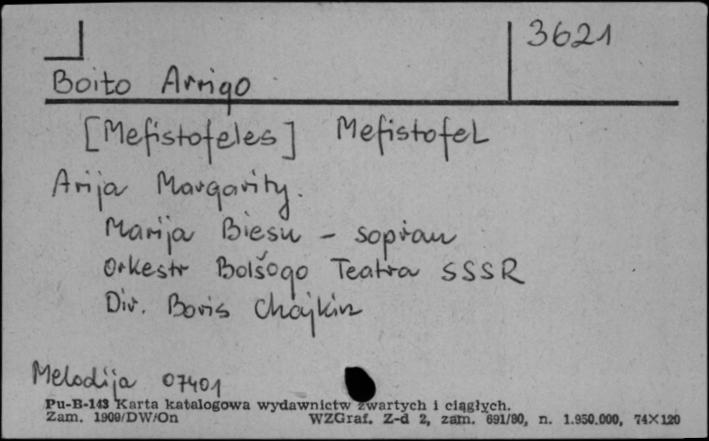 3621
Boito Arrigo
[Mefistofeles] Mefistofel
Arija Margarity.
Marija Biesu - sopran
Orkestr Bolšogo Teatra SSSR
Dir. Boris Chajkin
Melodija 07401
Pu-B-143 Karta katalogowa wydawnictw zwartych i ciągłych.
Zam. 1909/DW/On WZGraf. Z-d 2, zam. 691/80, n. 1.950.000, 74×120